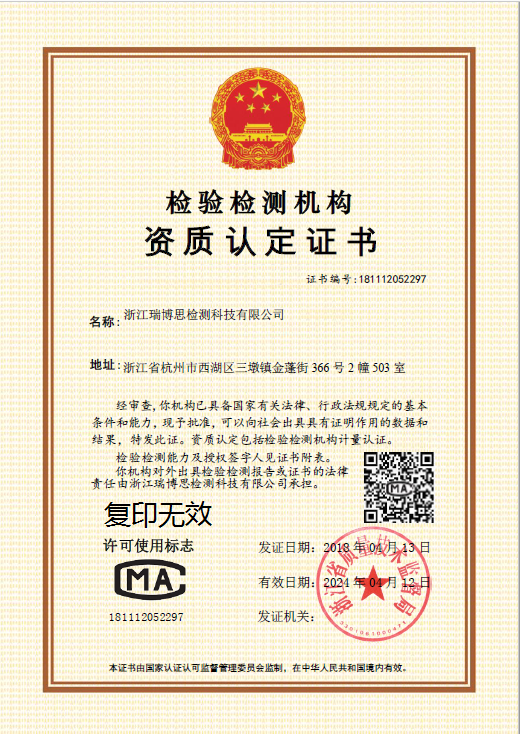 检验检测机构
资质认定证书
证书编号:181112052297
名称:浙江瑞博思检测科技有限公司
地址:浙江省杭州市西湖区三墩镇金蓬街 366 号 2 幢 503 室
经审查,你机构已具备国家有关法律、行政法规规定的基本
条件和能力,现予批准,可以向社会出具具有证明作用的数据和
结果,特发此证。资质认定包括检验检测机构计量认证。
检验检测能力及授权签字人见证书附表。
你机构对外出具检验检测报告或证书的法律
责任由浙江瑞博思检测科技有限公司承担。
复印无效
许可使用标志
MA
181112052297
发证日期:2018 年 04 月 13 日
有效日期:2024 年 04 月 12 日
发证机关:
浙江省质量技术监督局
本证书由国家认证认可监督管理委员会监制,在中华人民共和国境内有效。